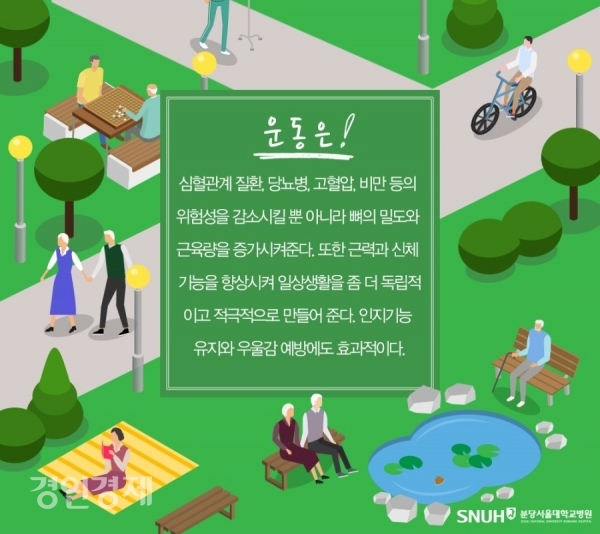 운동은!
심혈관계 질환, 당뇨병, 고혈압, 비만 등의
위험성을 감소시킬 뿐 아니라 뼈의 밀도와
근육량을 증가시켜준다. 또한 근력과 신체
기능을 향상시켜 일상생활을 좀 더 독립적
이고 적극적으로 만들어 준다. 인지기능
유지와 우울감 예방에도 효과적이다.
경인경제
SNUH 분당서울대학교병원
SEOUL NATIONAL UNIVERSITY BUNDANG HOSPITAL